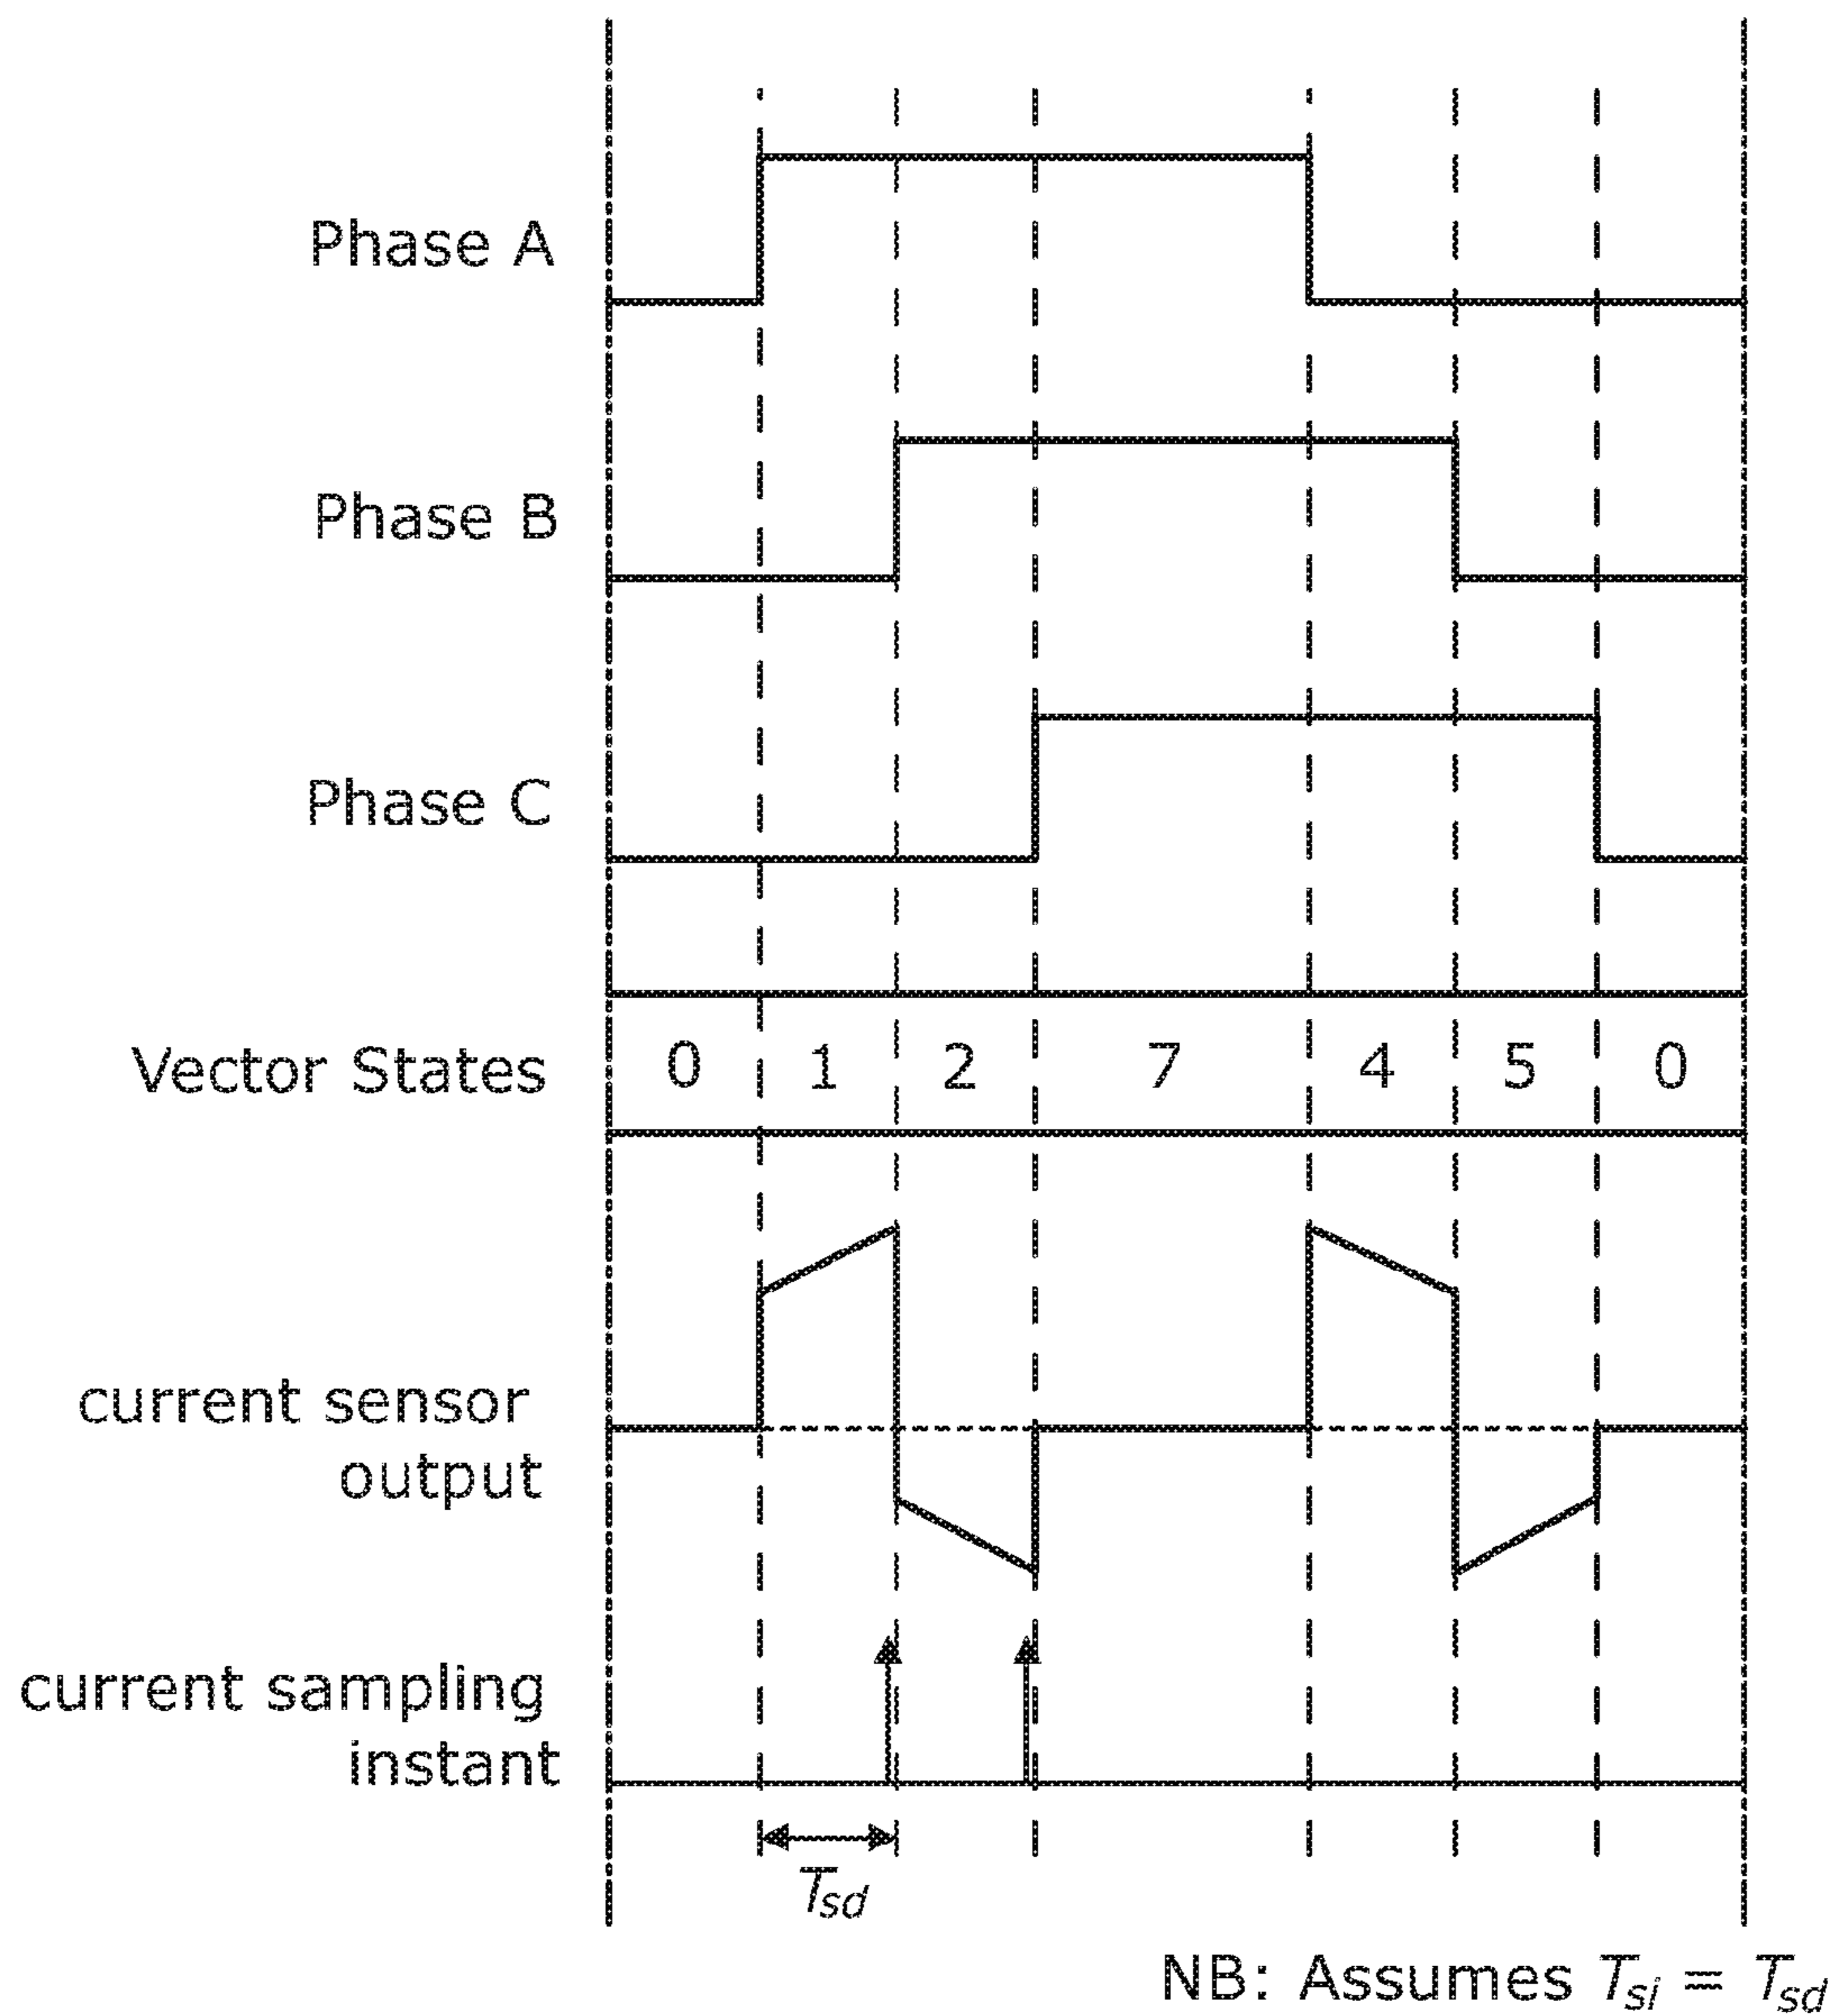 Phase A
Phase B
Phase C
Vector States 0 1 2 7 4 5 0
current sensor
output
current sampling
instant
Tsd
NB: Assumes Tsi = Tsd